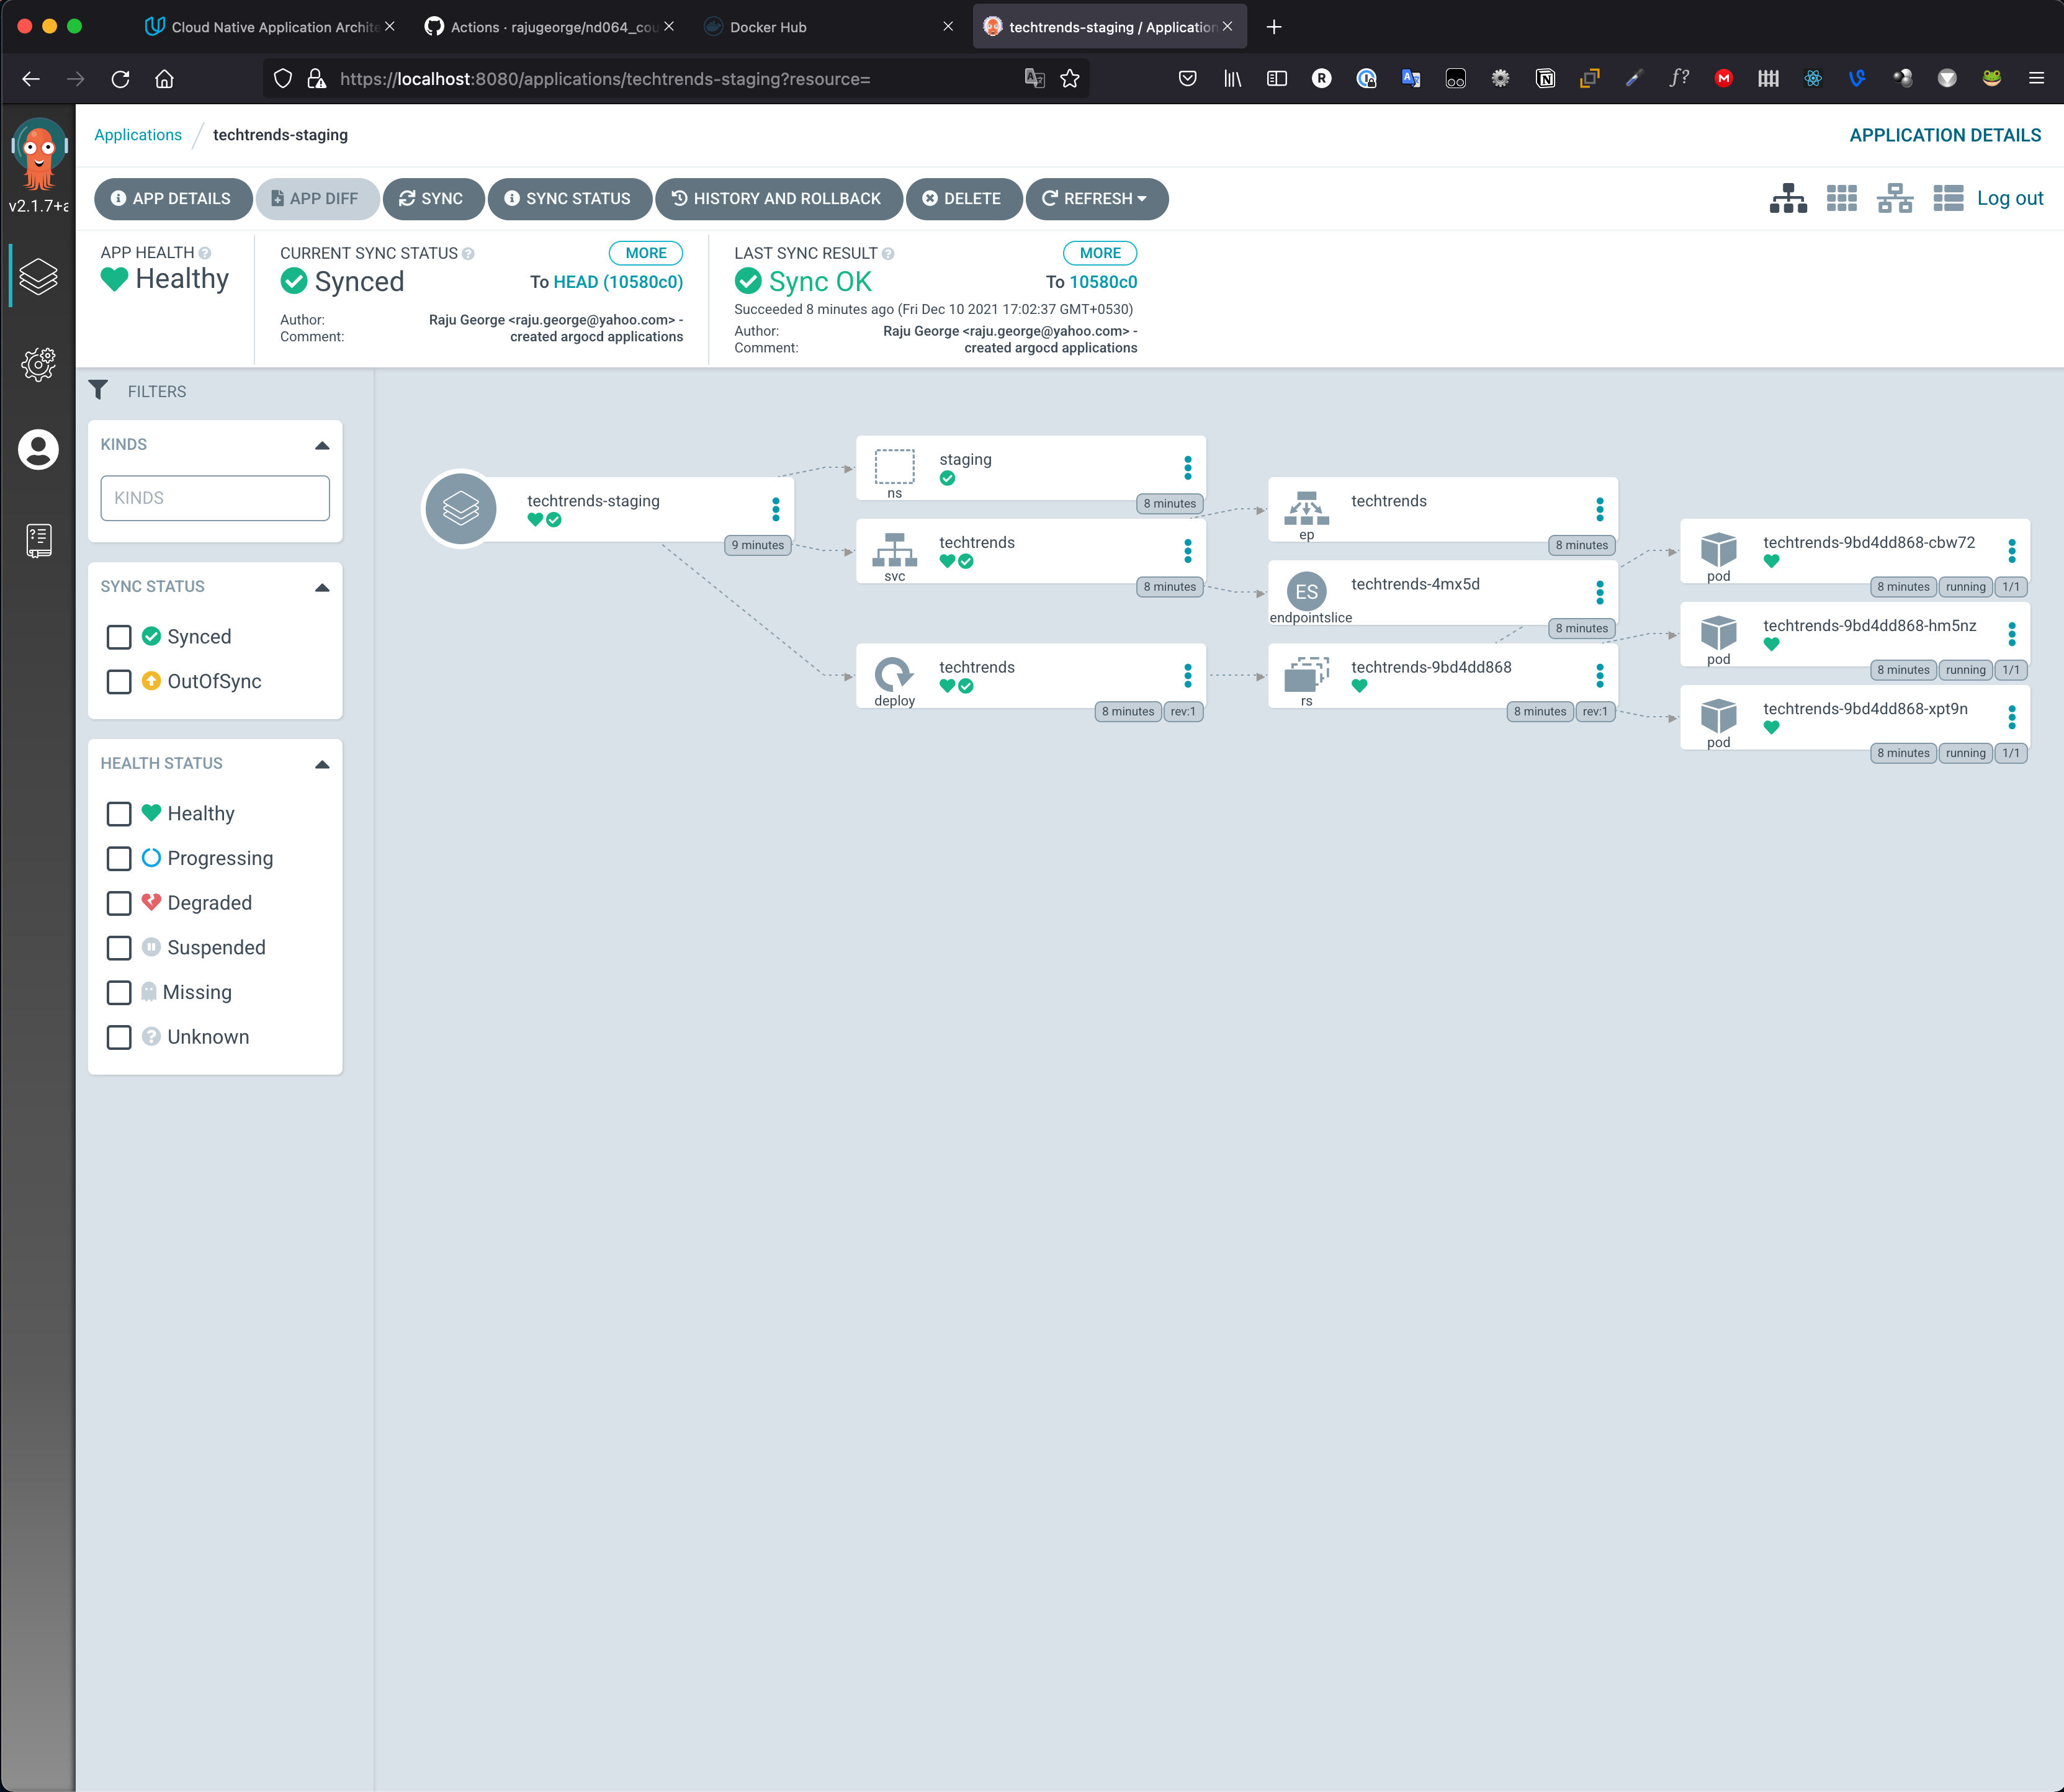 Cloud Native Application Archite
Actions · rajugeorge/nd064_cou
Docker Hub
techtrends-staging / Application
https://localhost:8080/applications/techtrends-staging?resource=
Applications / techtrends-staging
APPLICATION DETAILS
v2.1.7+a
APP DETAILS
APP DIFF
SYNC
SYNC STATUS
HISTORY AND ROLLBACK
DELETE
REFRESH
Log out
APP HEALTH
Healthy
CURRENT SYNC STATUS
MORE
Synced
To HEAD (10580c0)
Author: Raju George <raju.george@yahoo.com> -
Comment: created argocd applications
LAST SYNC RESULT
MORE
Sync OK
To 10580c0
Succeeded 8 minutes ago (Fri Dec 10 2021 17:02:37 GMT+0530)
Author: Raju George <raju.george@yahoo.com> -
Comment: created argocd applications
FILTERS
KINDS
KINDS
SYNC STATUS
Synced
OutOfSync
HEALTH STATUS
Healthy
Progressing
Degraded
Suspended
Missing
Unknown
techtrends-staging
9 minutes
staging
ns
8 minutes
techtrends
svc
8 minutes
techtrends
deploy
8 minutes
rev:1
techtrends
ep
8 minutes
ES
techtrends-4mx5d
endpointslice
8 minutes
techtrends-9bd4dd868
rs
8 minutes
rev:1
techtrends-9bd4dd868-cbw72
pod
8 minutes
running
1/1
techtrends-9bd4dd868-hm5nz
pod
8 minutes
running
1/1
techtrends-9bd4dd868-xpt9n
pod
8 minutes
running
1/1